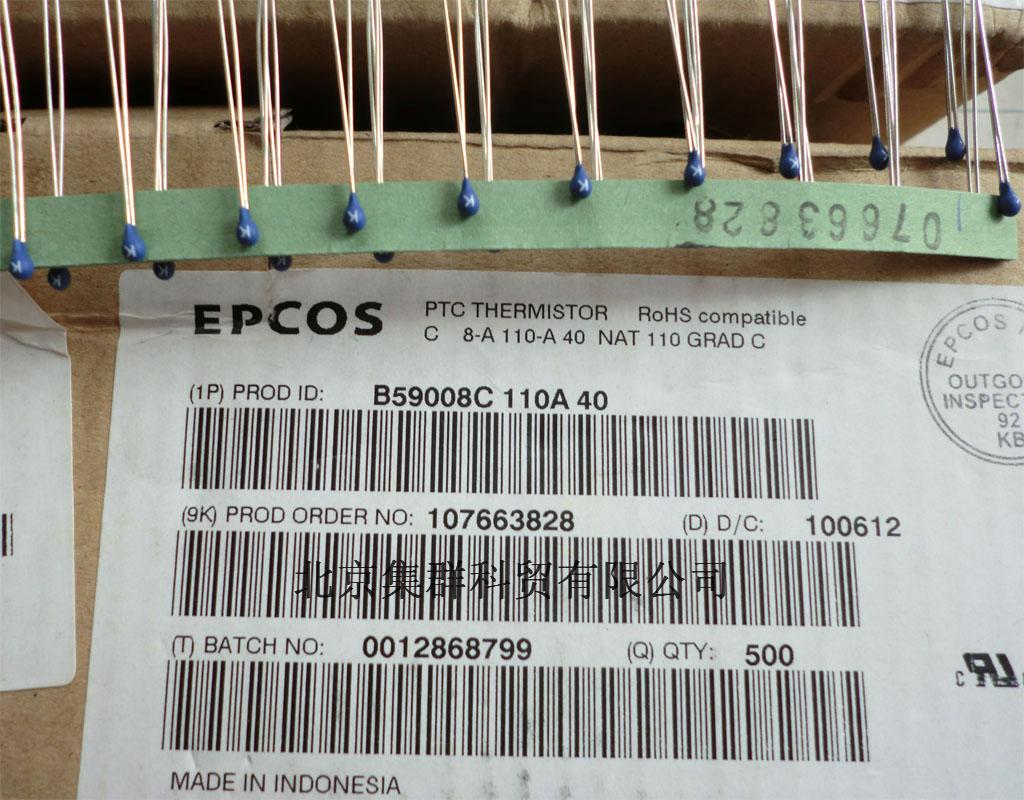 K K K K K K K K
07663828
EPCOS
PTC THERMISTOR RoHS compatible
C 8-A 110-A 40 NAT 110 GRAD C
EPCOS
OUTGO
INSPECT
92
KB
(1P) PROD ID: B59008C 110A 40
(9K) PROD ORDER NO: 107663828 (D) D/C: 100612
北京集群科贸有限公司
(T) BATCH NO: 0012868799 (Q) QTY: 500
MADE IN INDONESIA